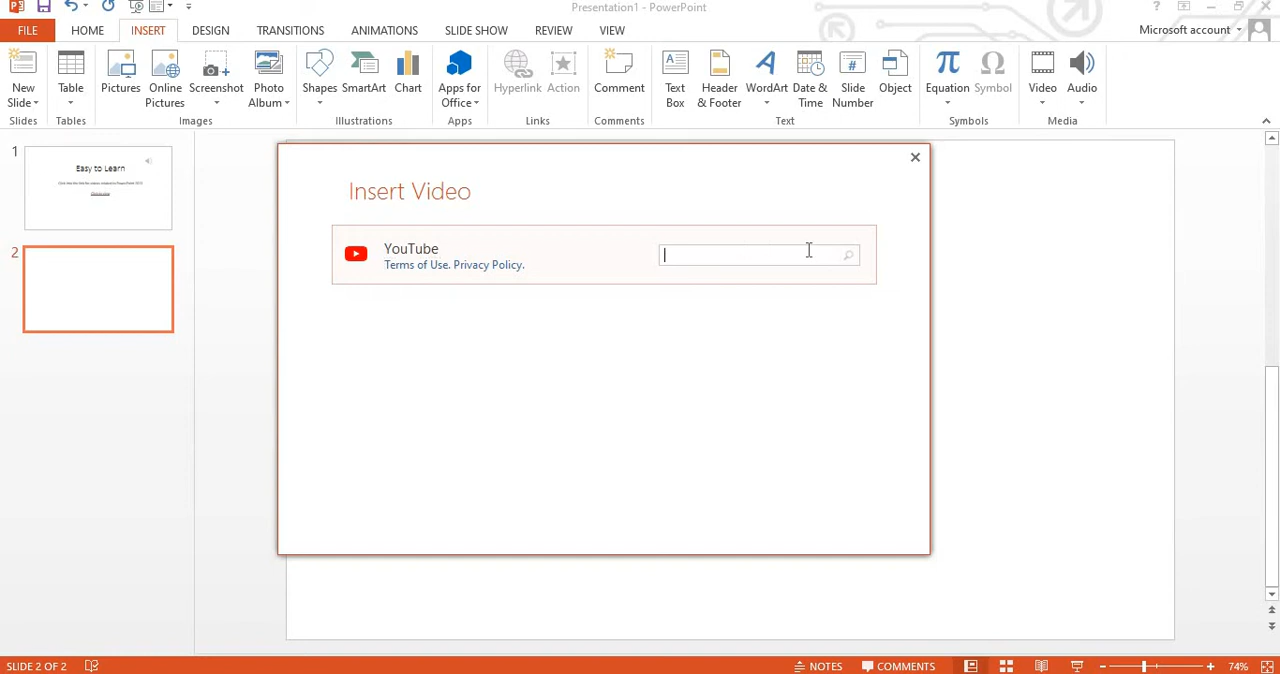 Presentation1 - PowerPoint
FILE HOME INSERT DESIGN TRANSITIONS ANIMATIONS SLIDE SHOW REVIEW VIEW Microsoft account
New Slide
Table
Pictures
Online Pictures
Screenshot
Photo Album
Shapes
SmartArt
Chart
Apps for Office
Hyperlink
Action
Comment
Text Box
Header & Footer
WordArt
Date & Time
Slide Number
Object
Equation
Symbol
Video
Audio
Slides Tables Images Illustrations Apps Links Comments Text Symbols Media
1
Easy to Learn
2
Insert Video
YouTube
Terms of Use. Privacy Policy.
SLIDE 2 OF 2 NOTES COMMENTS 74%